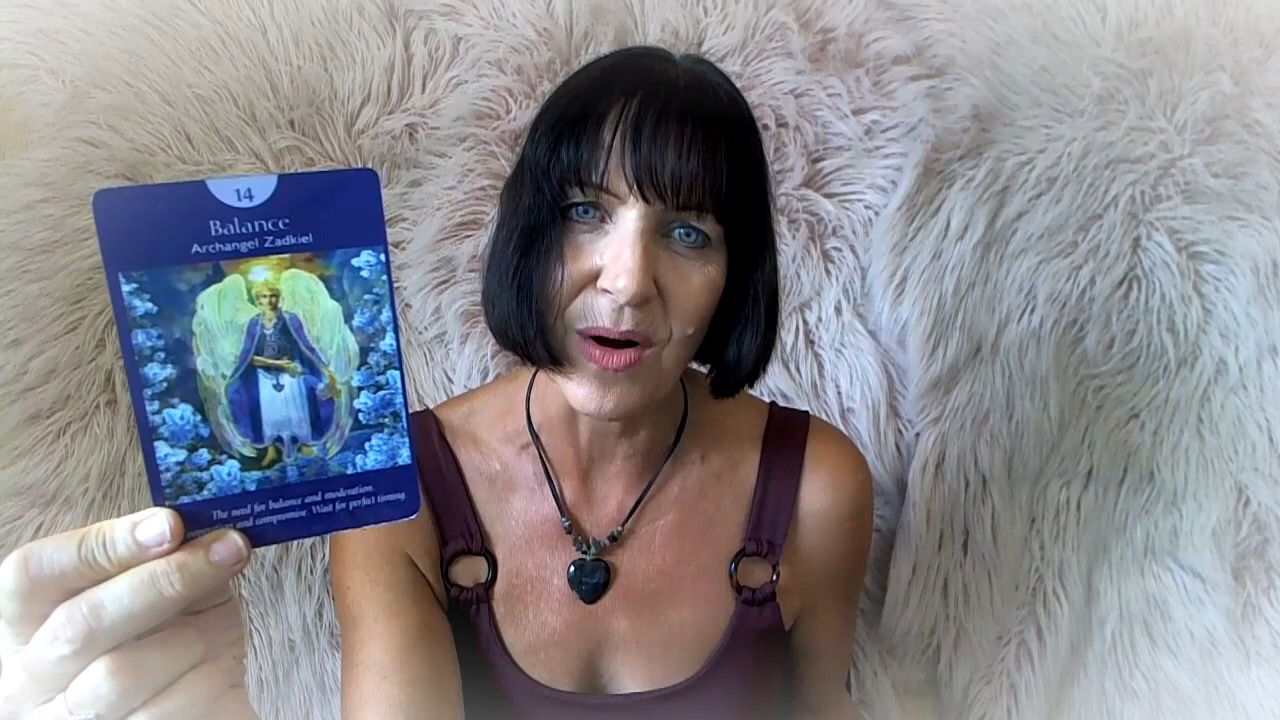 14
Balance
Archangel Zadkiel
The need for balance and moderation.
and compromise. Wait for perfect timing.